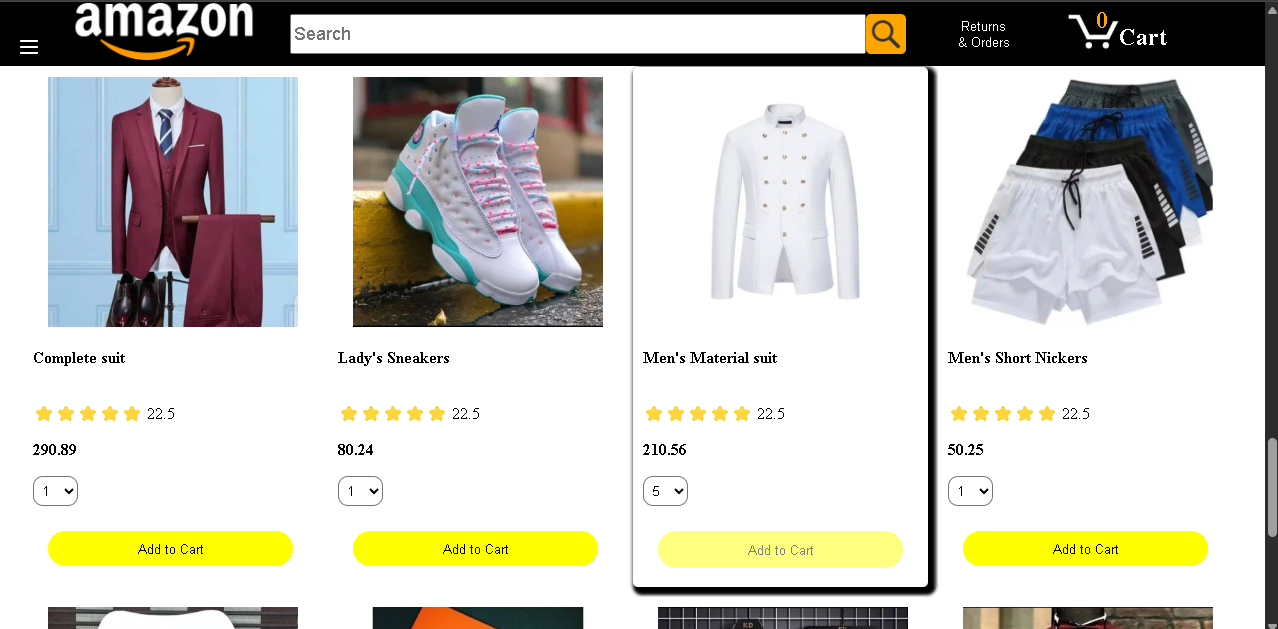 amazon
Search
Returns
& Orders
0
Cart
Complete suit
22.5
290.89
1
Add to Cart
Lady's Sneakers
22.5
80.24
1
Add to Cart
Men's Material suit
22.5
210.56
5
Add to Cart
Men's Short Nickers
22.5
50.25
1
Add to Cart
KD